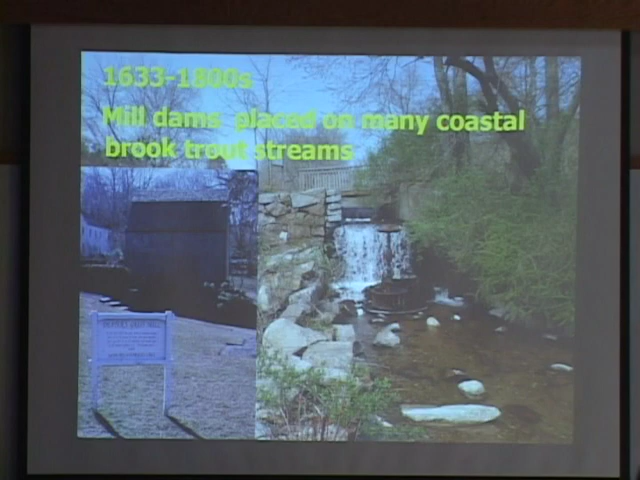 1633-1800s
Mill dams placed on many coastal
brook trout streams